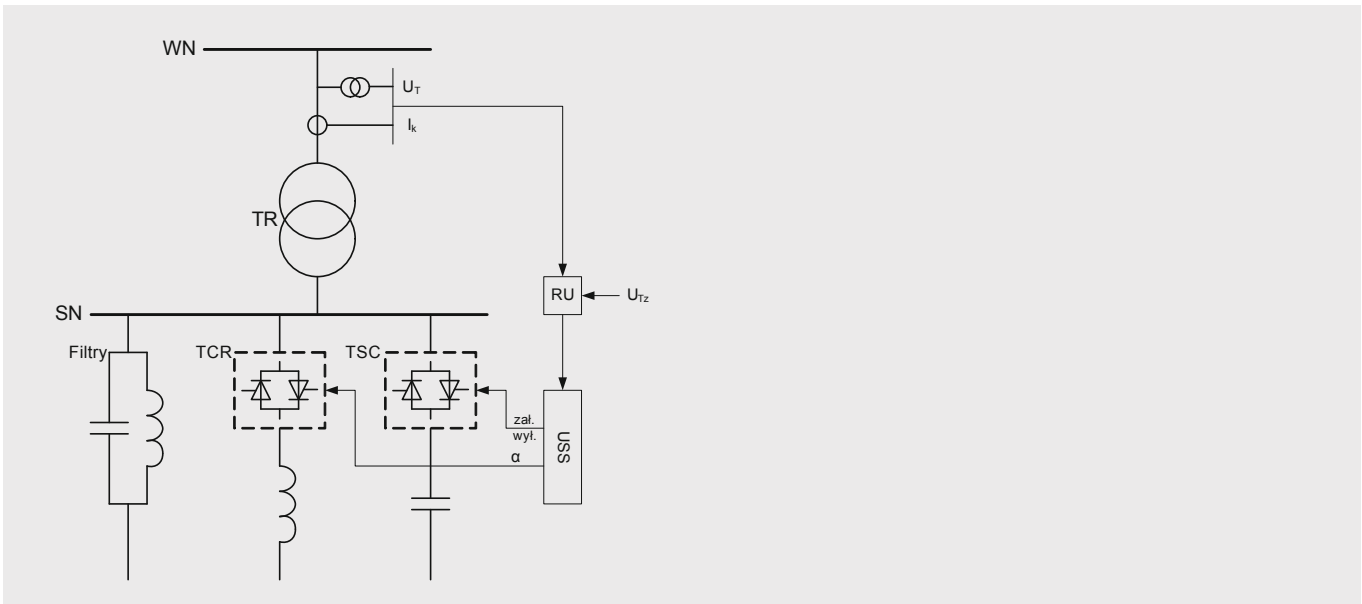 WN
U_T
I_k
TR
RU
U_Tz
SN
Filtry
TCR
TSC
zał.
wył.
α
USS